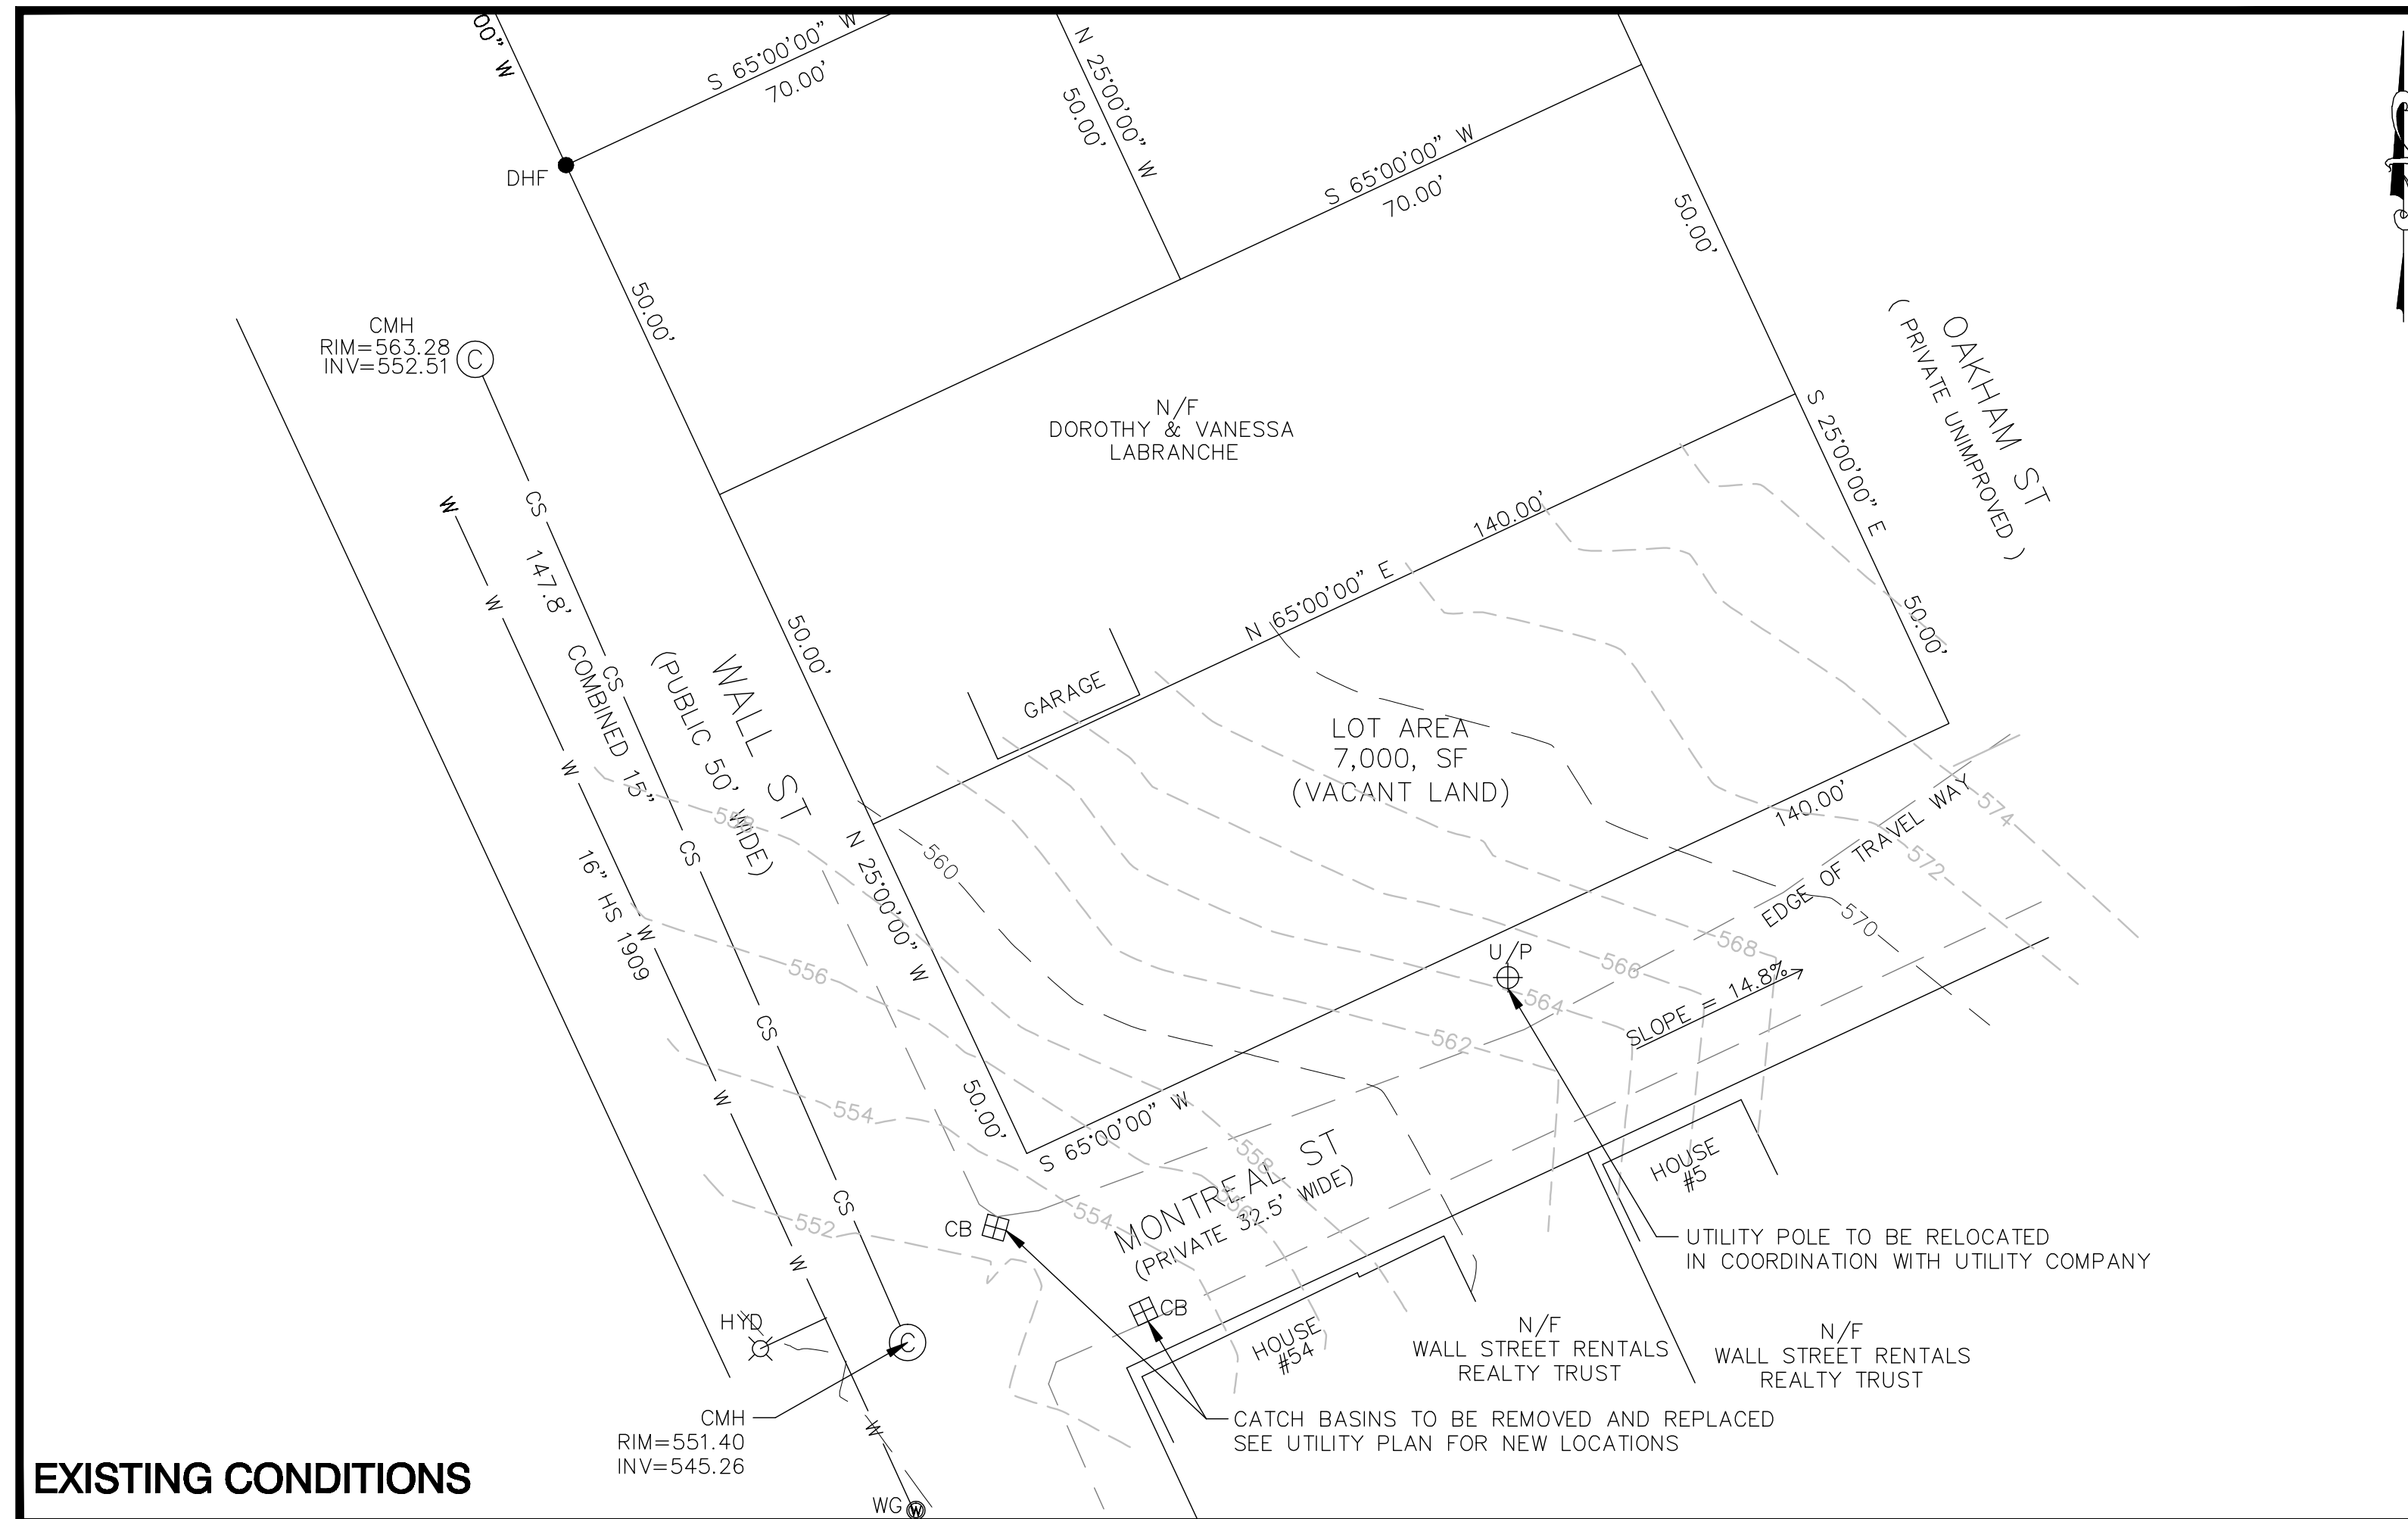 00" W
S 65°00'00" W
70.00'
N 25°00'00" W
50.00'
S 65°00'00" W
70.00'
50.00'
DHF
50.00'
OAKHAM ST
( PRIVATE UNIMPROVED )
CMH
RIM=563.28
INV=552.51
C
N/F
DOROTHY & VANESSA
LABRANCHE
S 25°00'00" E
50.00'
N 65°00'00" E
140.00'
W
CS
147.8' COMBINED 15"
W
CS
W
CS
W
CS
W
CS
W
16" HS 1909
WALL ST
(PUBLIC 50' WIDE)
50.00'
GARAGE
LOT AREA
7,000, SF
(VACANT LAND)
N 25°00'00" W
50.00'
558
560
556
554
552
140.00'
EDGE OF TRAVEL WAY
574
572
570
568
566
564
562
U/P
SLOPE = 14.8%
S 65°00'00" W
MONTREAL ST
(PRIVATE 32.5' WIDE)
558
556
554
CB
CB
HOUSE
#5
UTILITY POLE TO BE RELOCATED
IN COORDINATION WITH UTILITY COMPANY
HOUSE
#54
N/F
WALL STREET RENTALS
REALTY TRUST
N/F
WALL STREET RENTALS
REALTY TRUST
HYD
C
CMH
RIM=551.40
INV=545.26
W
CATCH BASINS TO BE REMOVED AND REPLACED
SEE UTILITY PLAN FOR NEW LOCATIONS
WG
W
EXISTING CONDITIONS